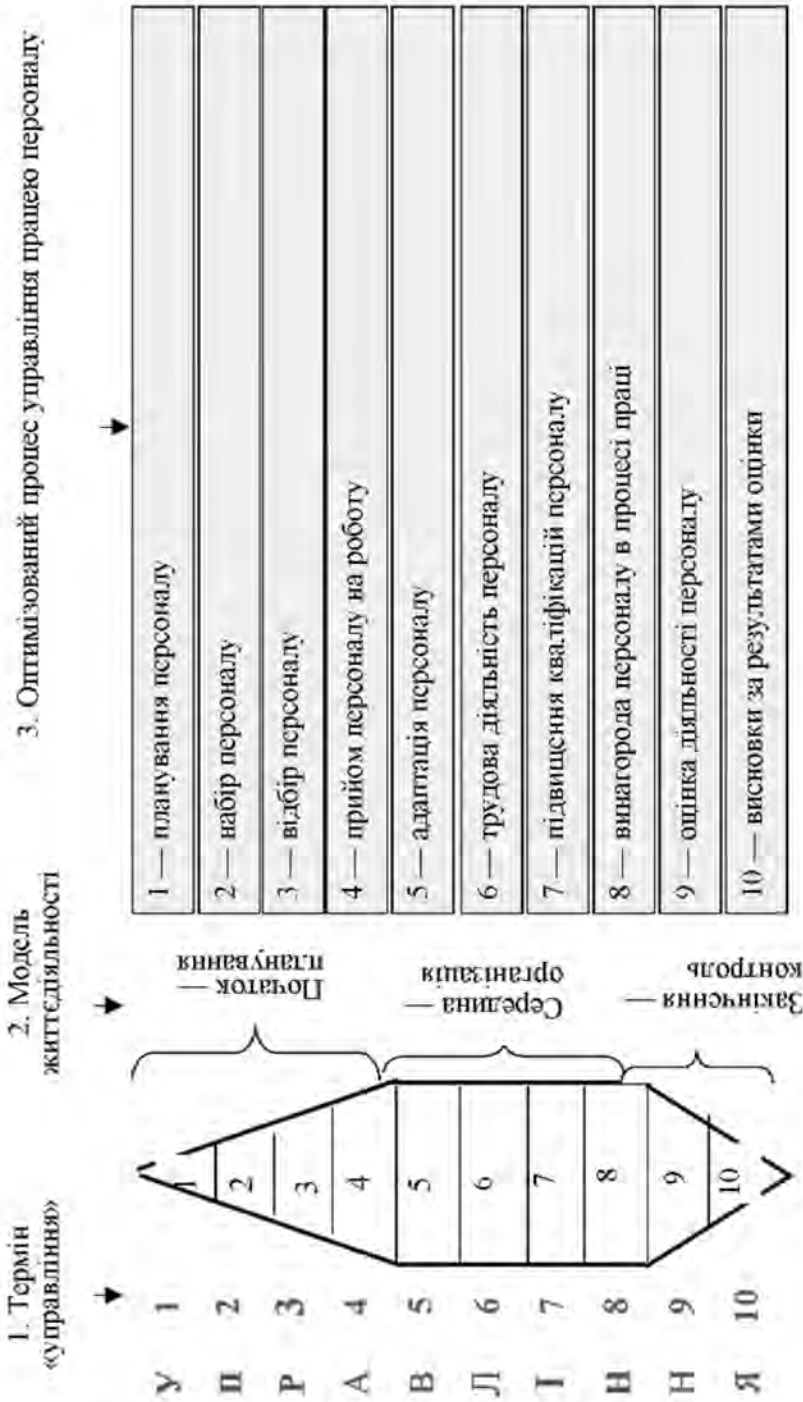 1. Термін
«управління»
2. Модель
життєдіяльності
3. Оптимізований процес управління працею персоналу
У 1
П 2
Р 3
А 4
В 5
Л 6
І 7
Н 8
Н 9
Я 10
1
2
3
4
5
6
7
8
9
10
Початок —
планування
Середина —
організація
Закінчення —
контроль
1 — планування персоналу
2 — набір персоналу
3 — відбір персоналу
4 — прийом персоналу на роботу
5 — адаптація персоналу
6 — трудова діяльність персоналу
7 — підвищення кваліфікацій персоналу
8 — винагорода персоналу в процесі праці
9 — оцінка діяльності персоналу
10 — висновки за результатами оцінки